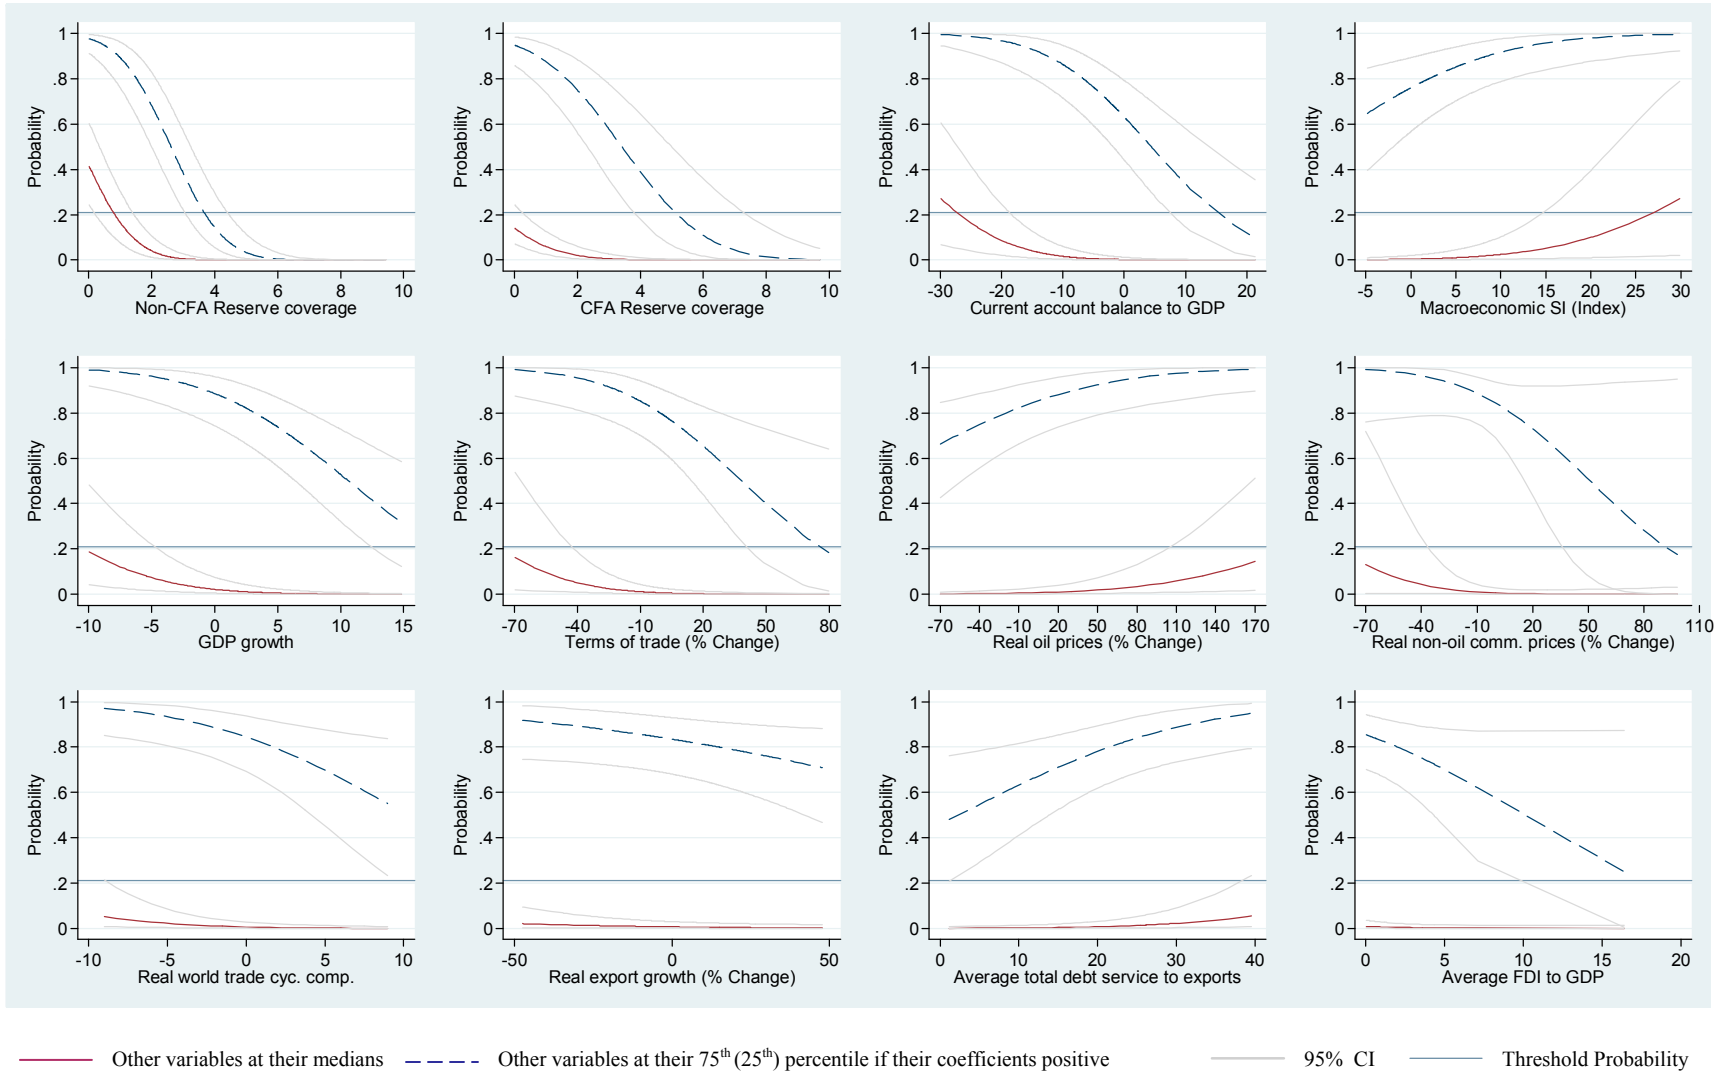 Probability
1
.8
.6
.4
.2
0
0 2 4 6 8 10
Non-CFA Reserve coverage
Probability
1
.8
.6
.4
.2
0
0 2 4 6 8 10
CFA Reserve coverage
Probability
1
.8
.6
.4
.2
0
-30 -20 -10 0 10 20
Current account balance to GDP
Probability
1
.8
.6
.4
.2
0
-5 0 5 10 15 20 25 30
Macroeconomic SI (Index)
Probability
1
.8
.6
.4
.2
0
-10 -5 0 5 10 15
GDP growth
Probability
1
.8
.6
.4
.2
0
-70 -40 -10 20 50 80
Terms of trade (% Change)
Probability
1
.8
.6
.4
.2
0
-70 -40 -10 20 50 80 110 140 170
Real oil prices (% Change)
Probability
1
.8
.6
.4
.2
0
-70 -40 -10 20 50 80 110
Real non-oil comm. prices (% Change)
Probability
1
.8
.6
.4
.2
0
-10 -5 0 5 10
Real world trade cyc. comp.
Probability
1
.8
.6
.4
.2
0
-50 0 50
Real export growth (% Change)
Probability
1
.8
.6
.4
.2
0
0 10 20 30 40
Average total debt service to exports
Probability
1
.8
.6
.4
.2
0
0 5 10 15 20
Average FDI to GDP
Other variables at their medians Other variables at their 75th (25th) percentile if their coefficients positive 95% CI Threshold Probability